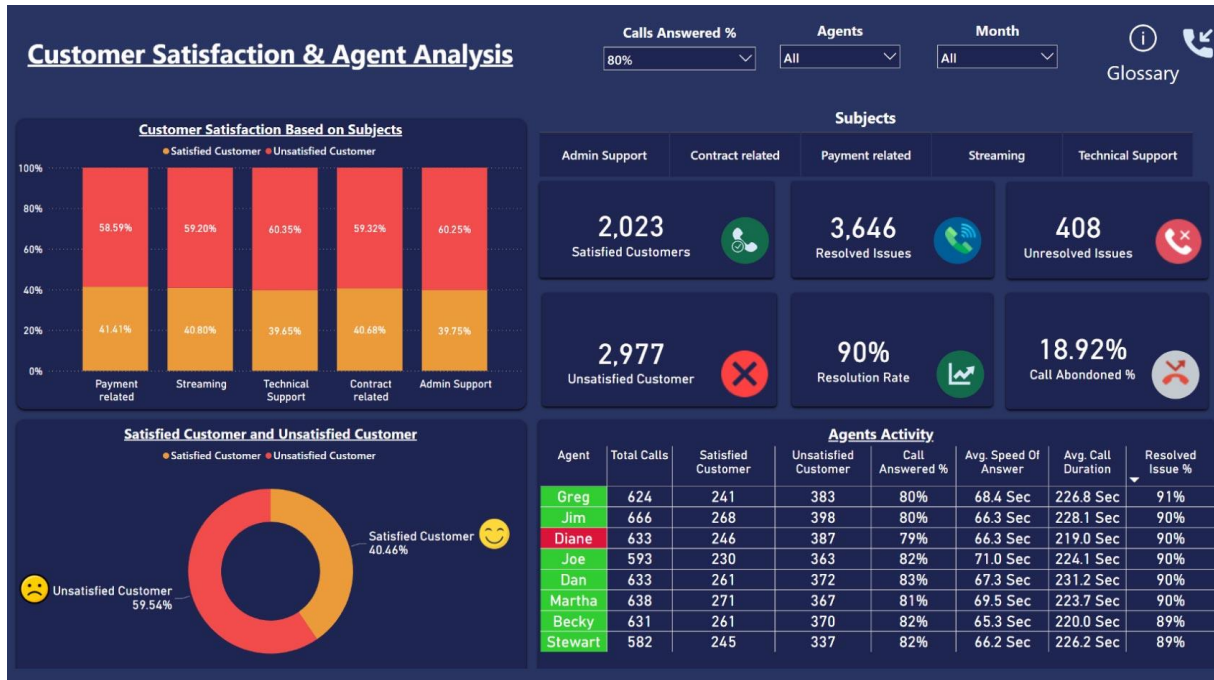 Customer Satisfaction & Agent Analysis
Calls Answered %
80%
Agents
All
Month
All
i
Glossary
Customer Satisfaction Based on Subjects
Satisfied Customer Unsatisfied Customer
100%
80%
60%
40%
20%
0%
58.59% 59.20% 60.35% 59.32% 60.25%
41.41% 40.80% 39.65% 40.68% 39.75%
Payment related
Streaming
Technical Support
Contract related
Admin Support
Subjects
Admin Support Contract related Payment related Streaming Technical Support
2,023
Satisfied Customers
3,646
Resolved Issues
408
Unresolved Issues
2,977
Unsatisfied Customer
90%
Resolution Rate
18.92%
Call Abondoned %
Satisfied Customer and Unsatisfied Customer
Satisfied Customer Unsatisfied Customer
Satisfied Customer
40.46%
Unsatisfied Customer
59.54%
Agents Activity
Agent Total Calls Satisfied Customer Unsatisfied Customer Call Answered % Avg. Speed Of Answer Avg. Call Duration Resolved Issue %
Greg 624 241 383 80% 68.4 Sec 226.8 Sec 91%
Jim 666 268 398 80% 66.3 Sec 228.1 Sec 90%
Diane 633 246 387 79% 66.3 Sec 219.0 Sec 90%
Joe 593 230 363 82% 71.0 Sec 224.1 Sec 90%
Dan 633 261 372 83% 67.3 Sec 231.2 Sec 90%
Martha 638 271 367 81% 69.5 Sec 223.7 Sec 90%
Becky 631 261 370 82% 65.3 Sec 220.0 Sec 89%
Stewart 582 245 337 82% 66.2 Sec 226.2 Sec 89%